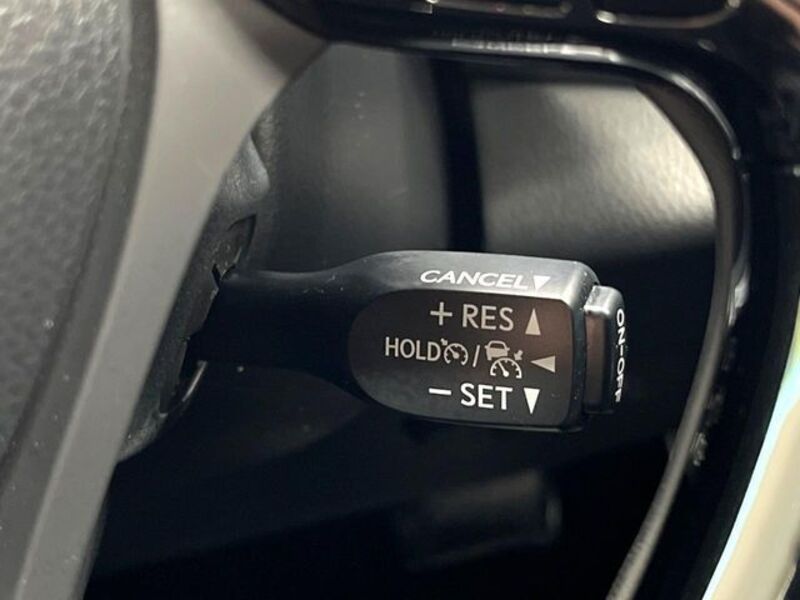 CANCEL▼
+ RES ▲
HOLD / ◄
− SET ▼
ON-OFF